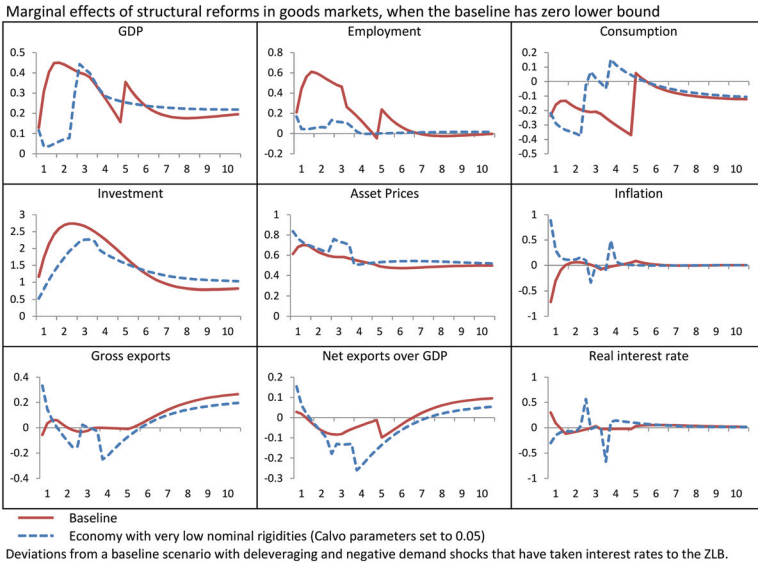 Marginal effects of structural reforms in goods markets, when the baseline has zero lower bound
GDP
0.5
0.4
0.3
0.2
0.1
0
1 2 3 4 5 6 7 8 9 10
Employment
0.8
0.6
0.4
0.2
0
-0.2
1 2 3 4 5 6 7 8 9 10
Consumption
0.2
0.1
0
-0.1
-0.2
-0.3
-0.4
-0.5
1 2 3 4 5 6 7 8 9 10
Investment
3
2.5
2
1.5
1
0.5
0
1 2 3 4 5 6 7 8 9 10
Asset Prices
1
0.8
0.6
0.4
0.2
0
1 2 3 4 5 6 7 8 9 10
Inflation
1
0.5
0
-0.5
-1
1 2 3 4 5 6 7 8 9 10
Gross exports
0.4
0.2
0
-0.2
-0.4
1 2 3 4 5 6 7 8 9 10
Net exports over GDP
0.2
0.1
0
-0.1
-0.2
-0.3
1 2 3 4 5 6 7 8 9 10
Real interest rate
1
0.5
0
-0.5
-1
1 2 3 4 5 6 7 8 9 10
Baseline
Economy with very low nominal rigidities (Calvo parameters set to 0.05)
Deviations from a baseline scenario with deleveraging and negative demand shocks that have taken interest rates to the ZLB.